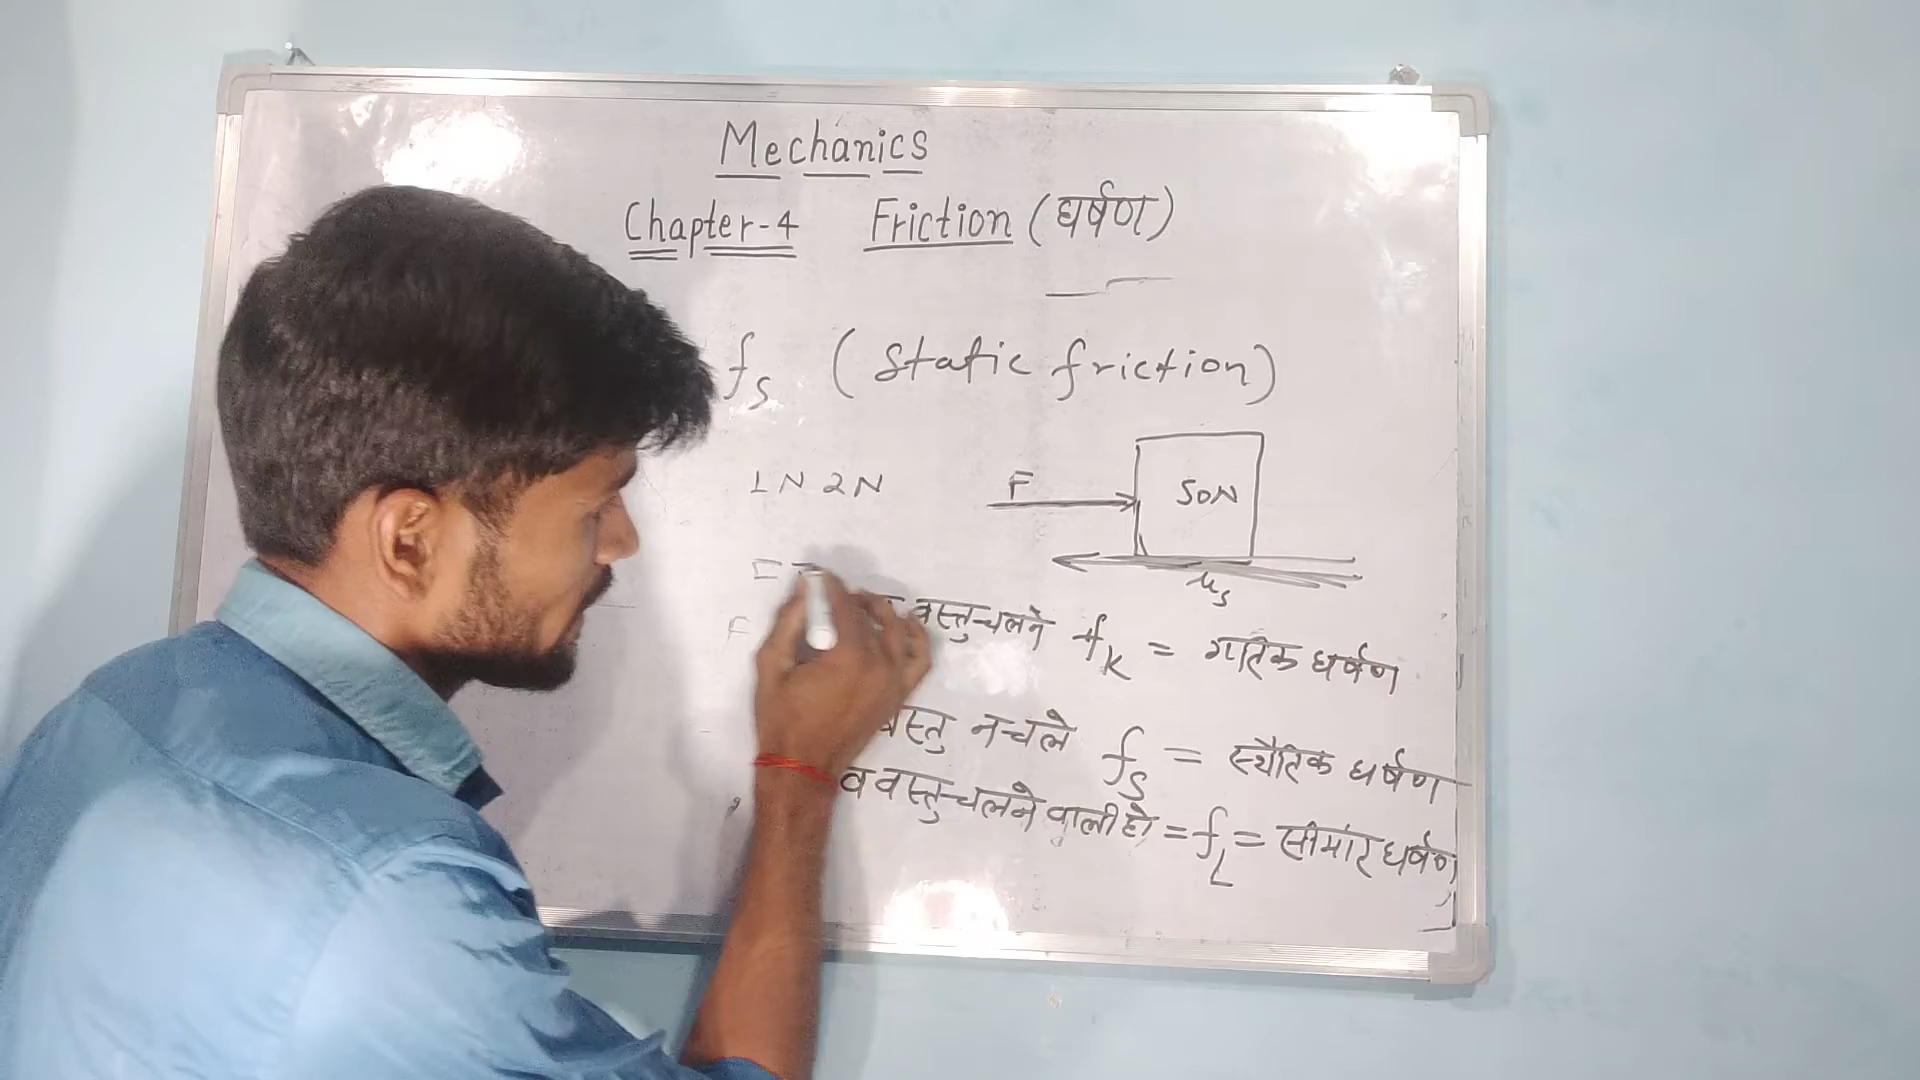 Mechanics
Chapter-4 Friction (घर्षण)
fs (Static friction)
1N 2N
F 50N
μs
वस्तु चलने fk = गतिक घर्षण
वस्तु न चले fs = स्थैतिक घर्षण
व वस्तु चलने वाली हो = fL = सीमांत घर्षण